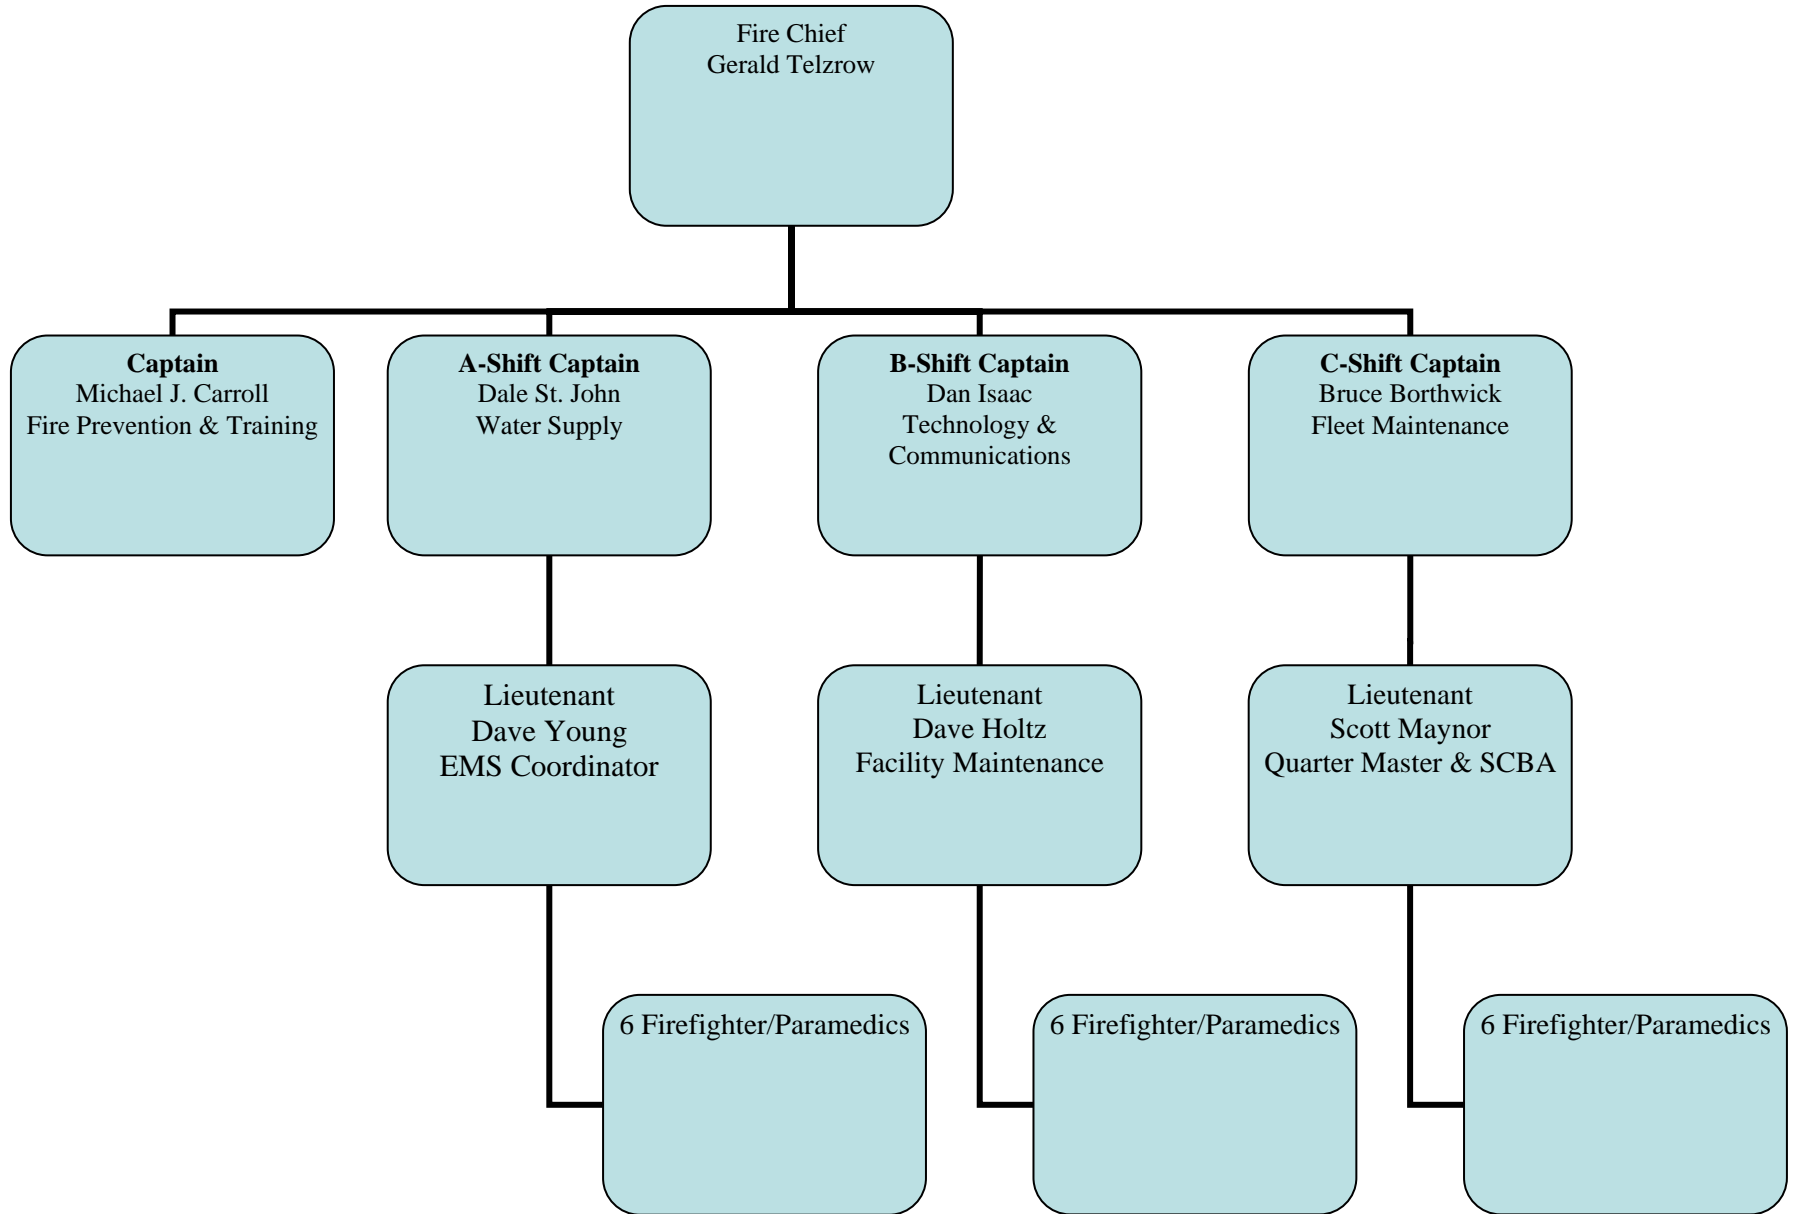 Fire Chief
Gerald Telzrow
Captain
Michael J. Carroll
Fire Prevention & Training
A-Shift Captain
Dale St. John
Water Supply
B-Shift Captain
Dan Isaac
Technology &
Communications
C-Shift Captain
Bruce Borthwick
Fleet Maintenance
Lieutenant
Dave Young
EMS Coordinator
Lieutenant
Dave Holtz
Facility Maintenance
Lieutenant
Scott Maynor
Quarter Master & SCBA
6 Firefighter/Paramedics
6 Firefighter/Paramedics
6 Firefighter/Paramedics